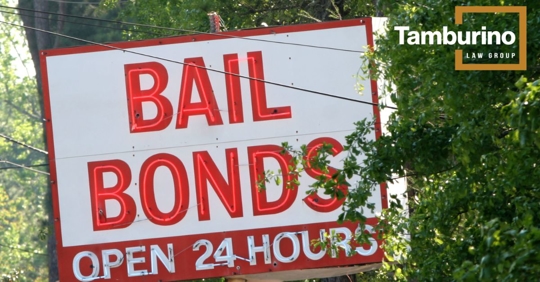 Tamburino
LAW GROUP
BAIL
BONDS
OPEN 24 HOURS